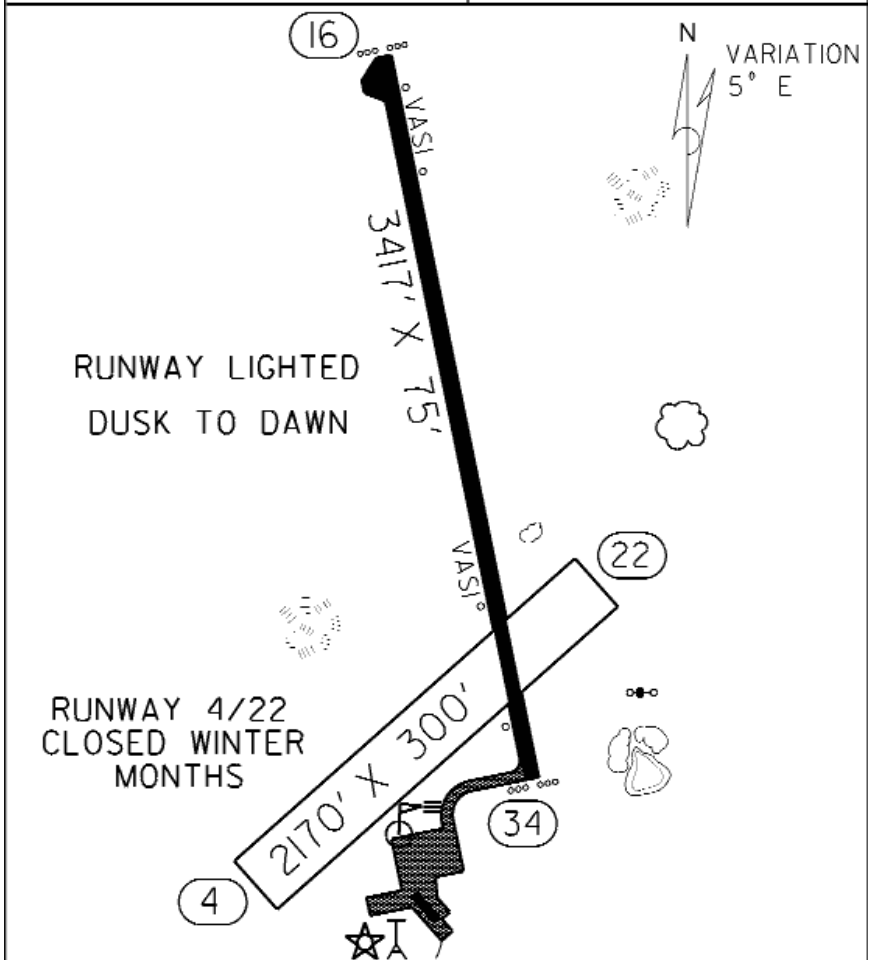 16
N
VARIATION
5° E
VASI
3417' X 75'
RUNWAY LIGHTED
DUSK TO DAWN
VASI
22
RUNWAY 4/22
CLOSED WINTER
MONTHS
2170' X 300'
34
4